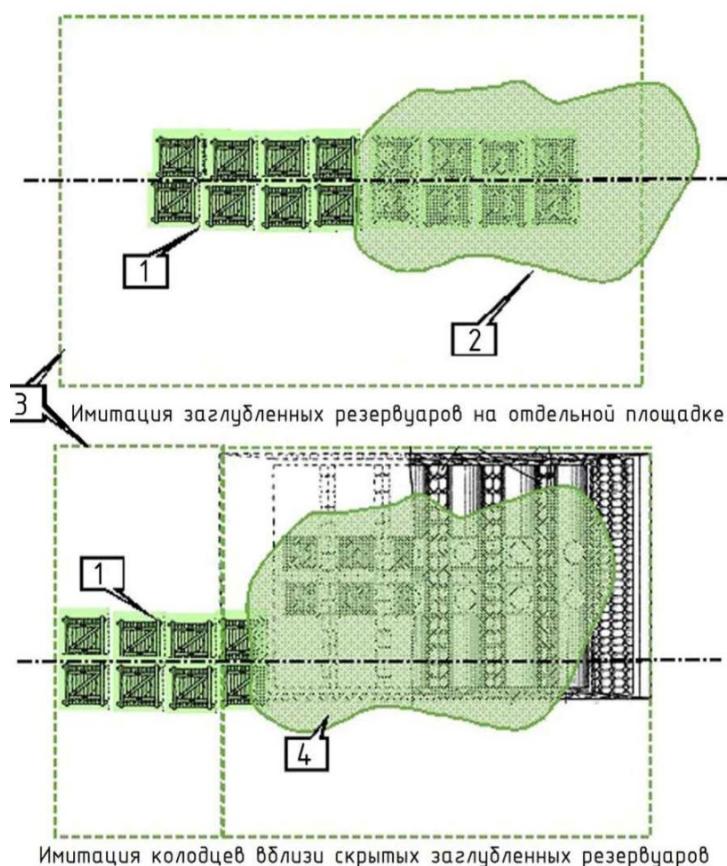 1
2
3
Имитация заглубленных резервуаров на отдельной площадке
1
4
Имитация колодцев вблизи скрытых заглубленных резервуаров